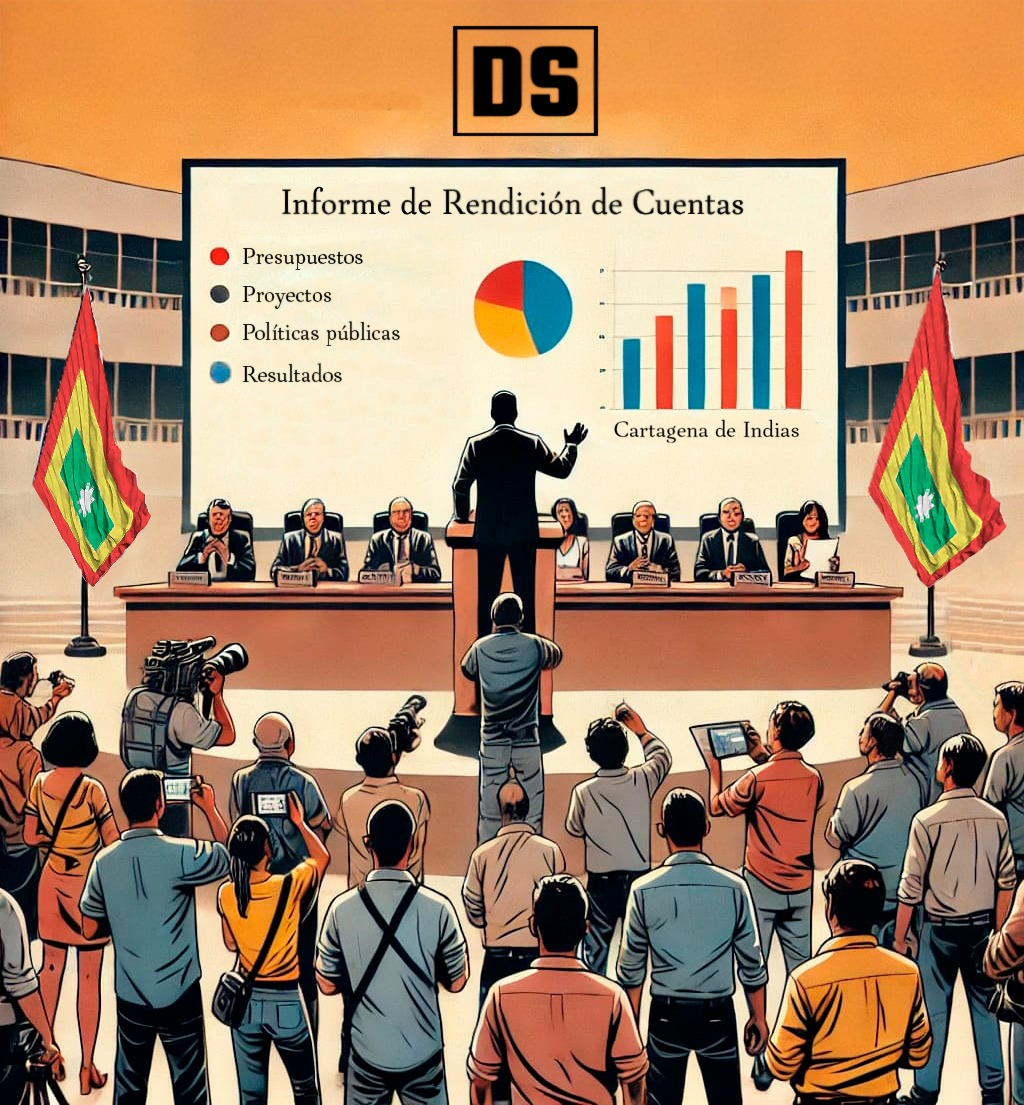 DS
Informe de Rendición de Cuentas
Presupuestos
Proyectos
Políticas públicas
Resultados
Cartagena de Indias